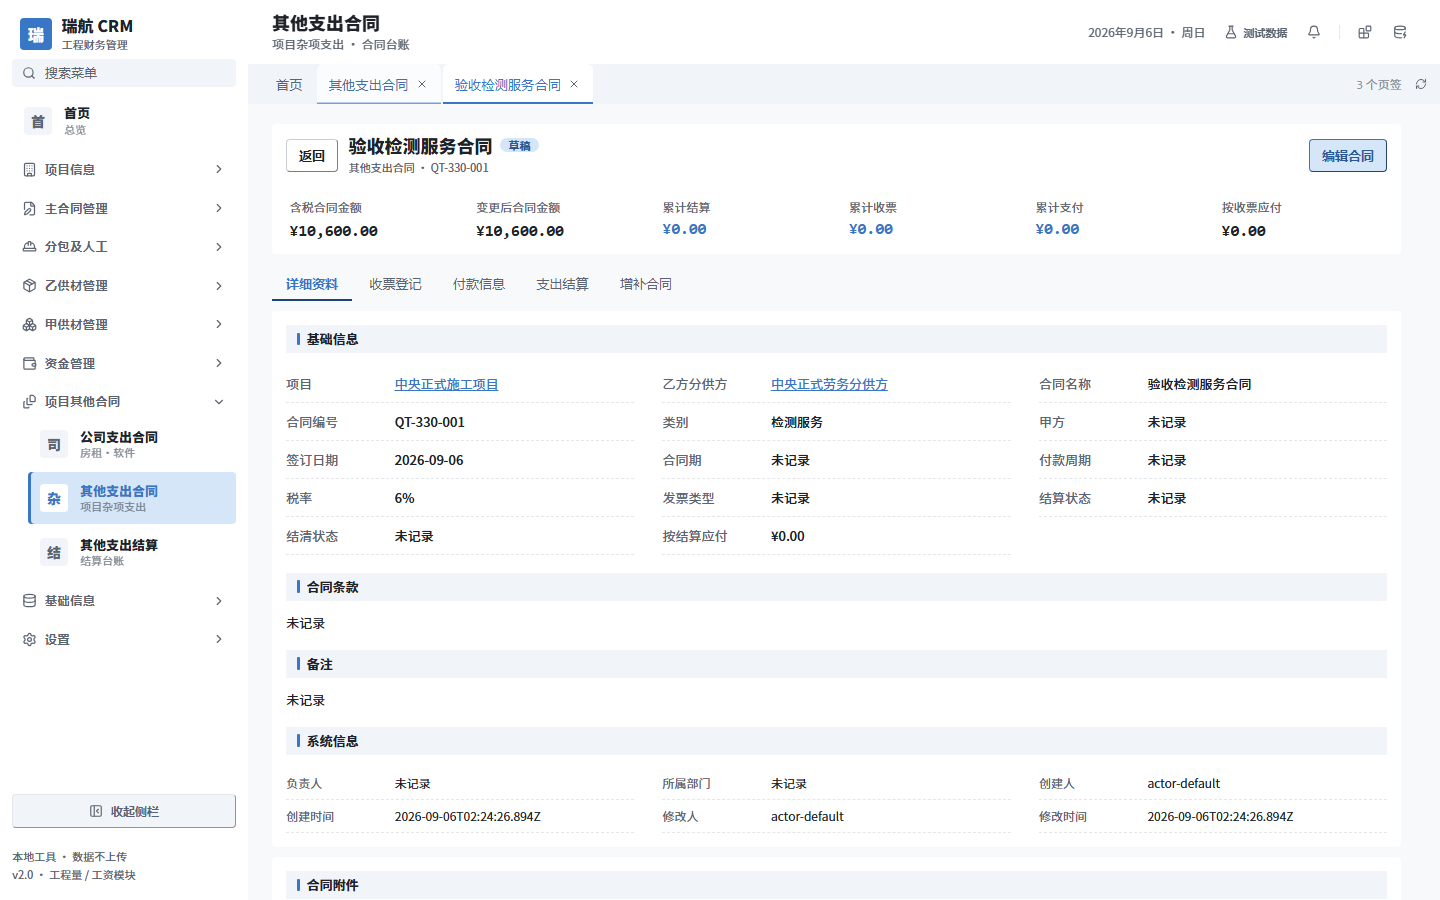 瑞
瑞航 CRM
工程财务管理
搜索菜单
首
首页
总览
项目信息
主合同管理
分包及人工
乙供材管理
甲供材管理
资金管理
项目其他合同
司
公司支出合同
房租・软件
杂
其他支出合同
项目杂项支出
结
其他支出结算
结算台账
基础信息
设置
收起侧栏
本地工具 ・ 数据不上传
v2.0 ・ 工程量 / 工资模块
其他支出合同
项目杂项支出 ・ 合同台账
2026年9月6日 ・ 周日
测试数据
首页
其他支出合同
验收检测服务合同
3 个页签
返回
验收检测服务合同
草稿
其他支出合同 ・ QT-330-001
编辑合同
含税合同金额
¥10,600.00
变更后合同金额
¥10,600.00
累计结算
¥0.00
累计收票
¥0.00
累计支付
¥0.00
按收票应付
¥0.00
详细资料
收票登记
付款信息
支出结算
增补合同
基础信息
项目 中央正式施工项目
乙方分供方 中央正式劳务分供方
合同名称 验收检测服务合同
合同编号 QT-330-001
类别 检测服务
甲方 未记录
签订日期 2026-09-06
合同期 未记录
付款周期 未记录
税率 6%
发票类型 未记录
结算状态 未记录
结清状态 未记录
按结算应付 ¥0.00
合同条款
未记录
备注
未记录
系统信息
负责人 未记录
所属部门 未记录
创建人 actor-default
创建时间 2026-09-06T02:24:26.894Z
修改人 actor-default
修改时间 2026-09-06T02:24:26.894Z
合同附件